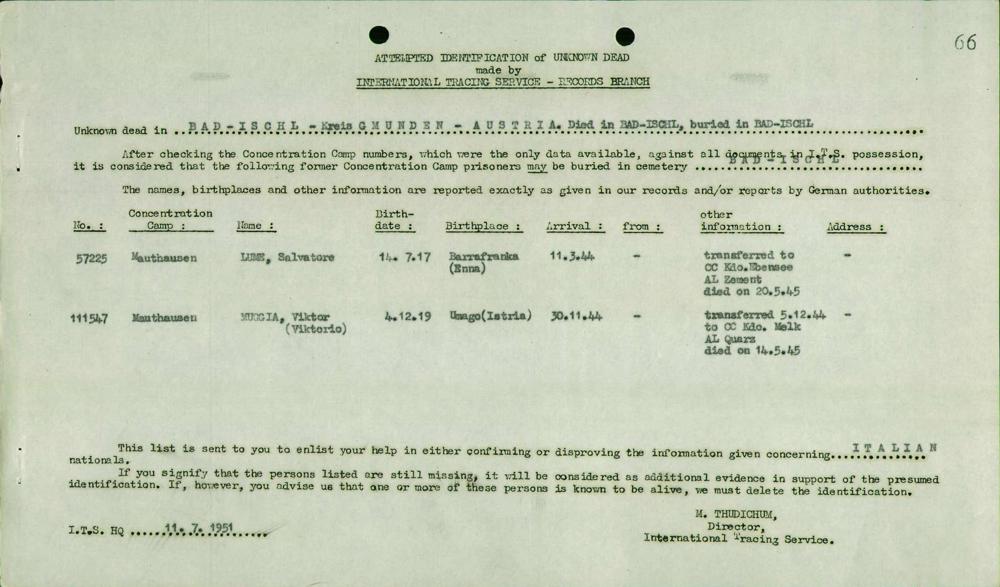 66
ATTEMPTED IDENTIFICATION of UNKNOWN DEAD
made by
INTERNATIONAL TRACING SERVICE - RECORDS BRANCH
Unknown dead in ..BAD-ISCHL - Kreis GMUNDEN - AUSTRIA. Died in BAD-ISCHL, buried in BAD-ISCHL
After checking the Concentration Camp numbers, which were the only data available, against all documents in I.T.S. possession,
it is considered that the following former Concentration Camp prisoners may be buried in cemetery ....BAD-ISCHL....
The names, birthplaces and other information are reported exactly as given in our records and/or reports by German authorities.
No. : Concentration Camp : Name : Birth-date : Birthplace : Arrival : from : other information : Address :
57225 Mauthausen LUME, Salvatore 14. 7.17 Barrafranka 11.3.44 - transferred to -
(Enna) CC Kdo.Ebensee
AL Zement
died on 20.5.45
111547 Mauthausen MUGGIA, Viktor 4.12.19 Umago(Istria) 30.11.44 - transferred 5.12.44 -
(Viktorio) to CC Kdo. Melk
AL Quarz
died on 14.5.45
This list is sent to you to enlist your help in either confirming or disproving the information given concerning...ITALIAN
nationals.
If you signify that the persons listed are still missing, it will be considered as additional evidence in support of the presumed
identification. If, however, you advise us that one or more of these persons is known to be alive, we must delete the identification.
M. THUDICHUM,
Director,
International Tracing Service.
I.T.S. HQ .....11. 7. 1951......